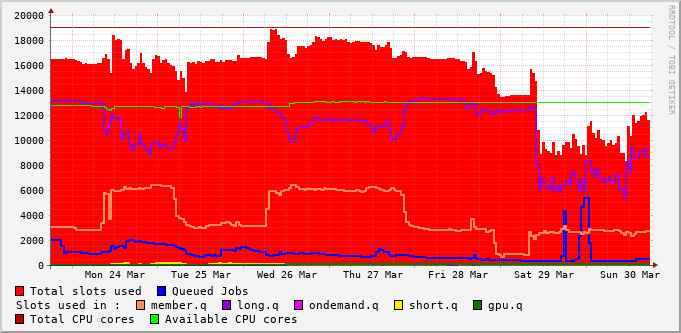 20000
18000
16000
14000
12000
10000
8000
6000
4000
2000
0
Mon 24 Mar Tue 25 Mar Wed 26 Mar Thu 27 Mar Fri 28 Mar Sat 29 Mar Sun 30 Mar
Total slots used Queued Jobs
Slots used in : member.q long.q ondemand.q short.q gpu.q
Total CPU cores Available CPU cores
RRDTOOL / TOBI OETIKER